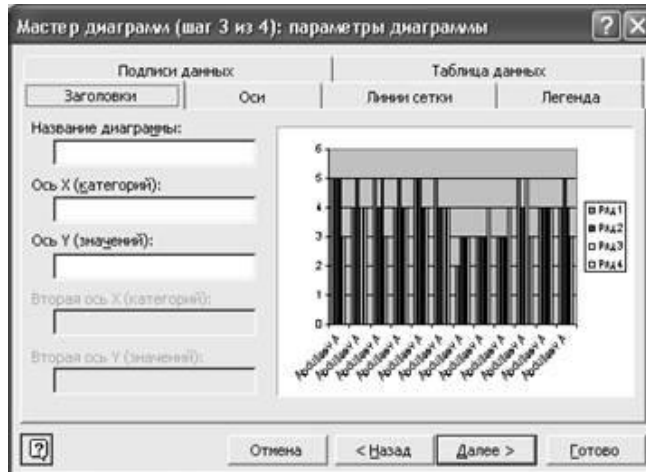 Мастер диаграмм (шаг 3 из 4): параметры диаграммы
Подписи данных
Таблица данных
Заголовки
Оси
Линии сетки
Легенда
Название диаграммы:
Ось X (категорий):
Ось Y (значений):
Вторая ось X (категорий):
Вторая ось Y (значений):
6
5
4
3
2
1
0
Ряд1
Ряд2
Ряд3
Ряд4
Отмена
< Назад
Далее >
Готово